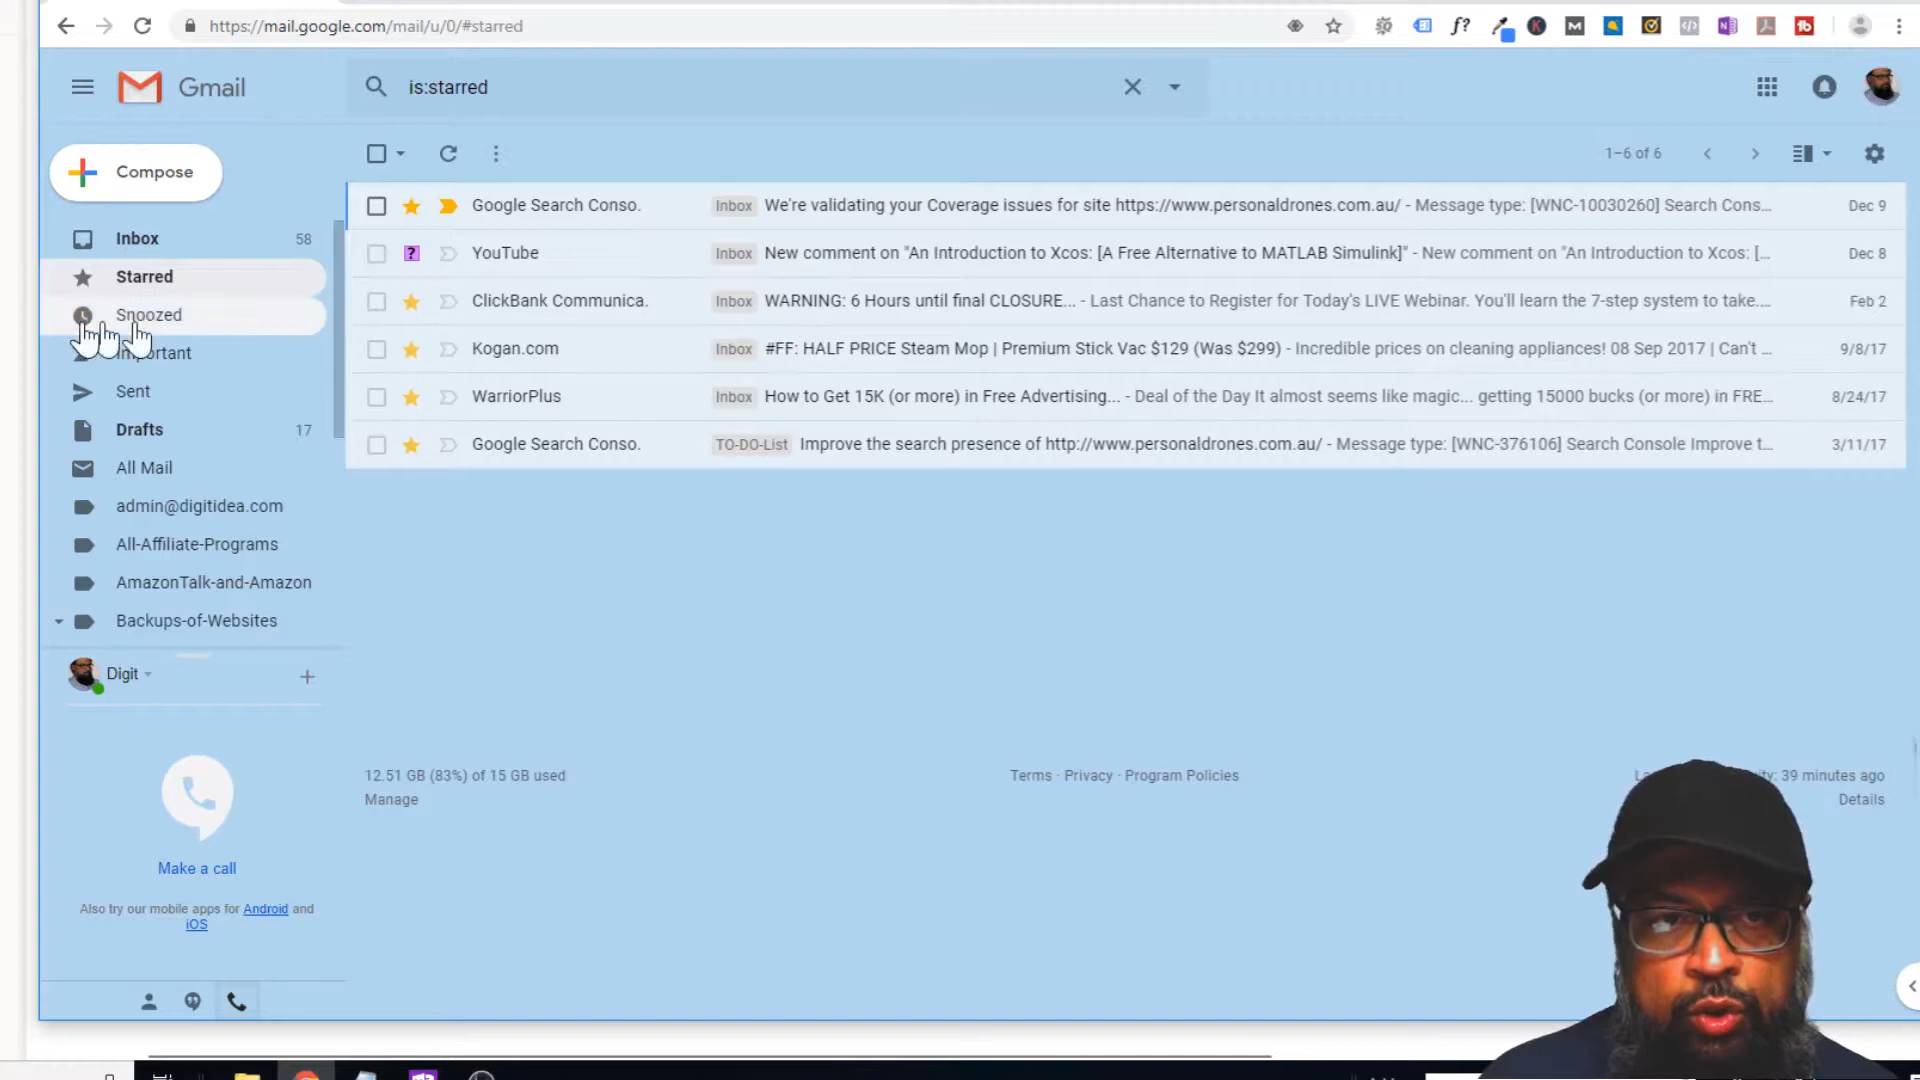 https://mail.google.com/mail/u/0/#starred
f?
Gmail
is:starred
Compose
1–6 of 6
Inbox 58
Starred
Snoozed
Important
Sent
Drafts 17
All Mail
admin@digitidea.com
All-Affiliate-Programs
AmazonTalk-and-Amazon
Backups-of-Websites
Google Search Conso. Inbox We're validating your Coverage issues for site https://www.personaldrones.com.au/ - Message type: [WNC-10030260] Search Cons... Dec 9
? YouTube Inbox New comment on "An Introduction to Xcos: [A Free Alternative to MATLAB Simulink]" - New comment on "An Introduction to Xcos: [... Dec 8
ClickBank Communica. Inbox WARNING: 6 Hours until final CLOSURE... - Last Chance to Register for Today's LIVE Webinar. You'll learn the 7-step system to take.... Feb 2
Kogan.com Inbox #FF: HALF PRICE Steam Mop | Premium Stick Vac $129 (Was $299) - Incredible prices on cleaning appliances! 08 Sep 2017 | Can't ... 9/8/17
WarriorPlus Inbox How to Get 15K (or more) in Free Advertising... - Deal of the Day It almost seems like magic... getting 15000 bucks (or more) in FRE... 8/24/17
Google Search Conso. TO-DO-List Improve the search presence of http://www.personaldrones.com.au/ - Message type: [WNC-376106] Search Console Improve t... 3/11/17
Digit
Make a call
Also try our mobile apps for Android and
iOS
12.51 GB (83%) of 15 GB used
Manage
Terms · Privacy · Program Policies
39 minutes ago
Details